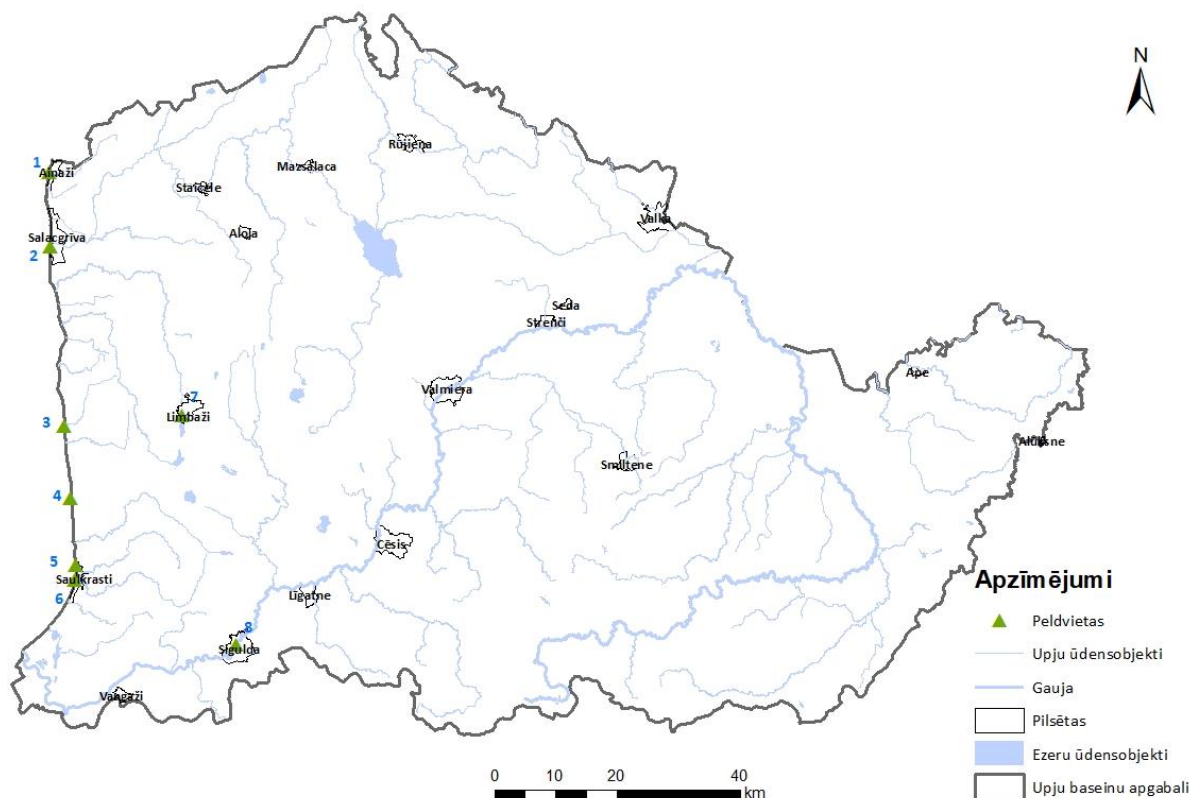 N
1
Ainaži
Staicele
Mazsalaca
Rūjiena
Valka
Salacgrīva
2
Aloja
Seda
Strenči
Ape
Valmiera
7
Limbaži
3
Alūksne
Smiltene
4
Cēsis
5
Saulkrasti
6
Līgatne
8
Sigulda
Vangaži
Apzīmējumi
Peldvietas
Upju ūdensobjekti
Gauja
Pilsētas
Ezeru ūdensobjekti
Upju baseinu apgabali
0 10 20 40
km